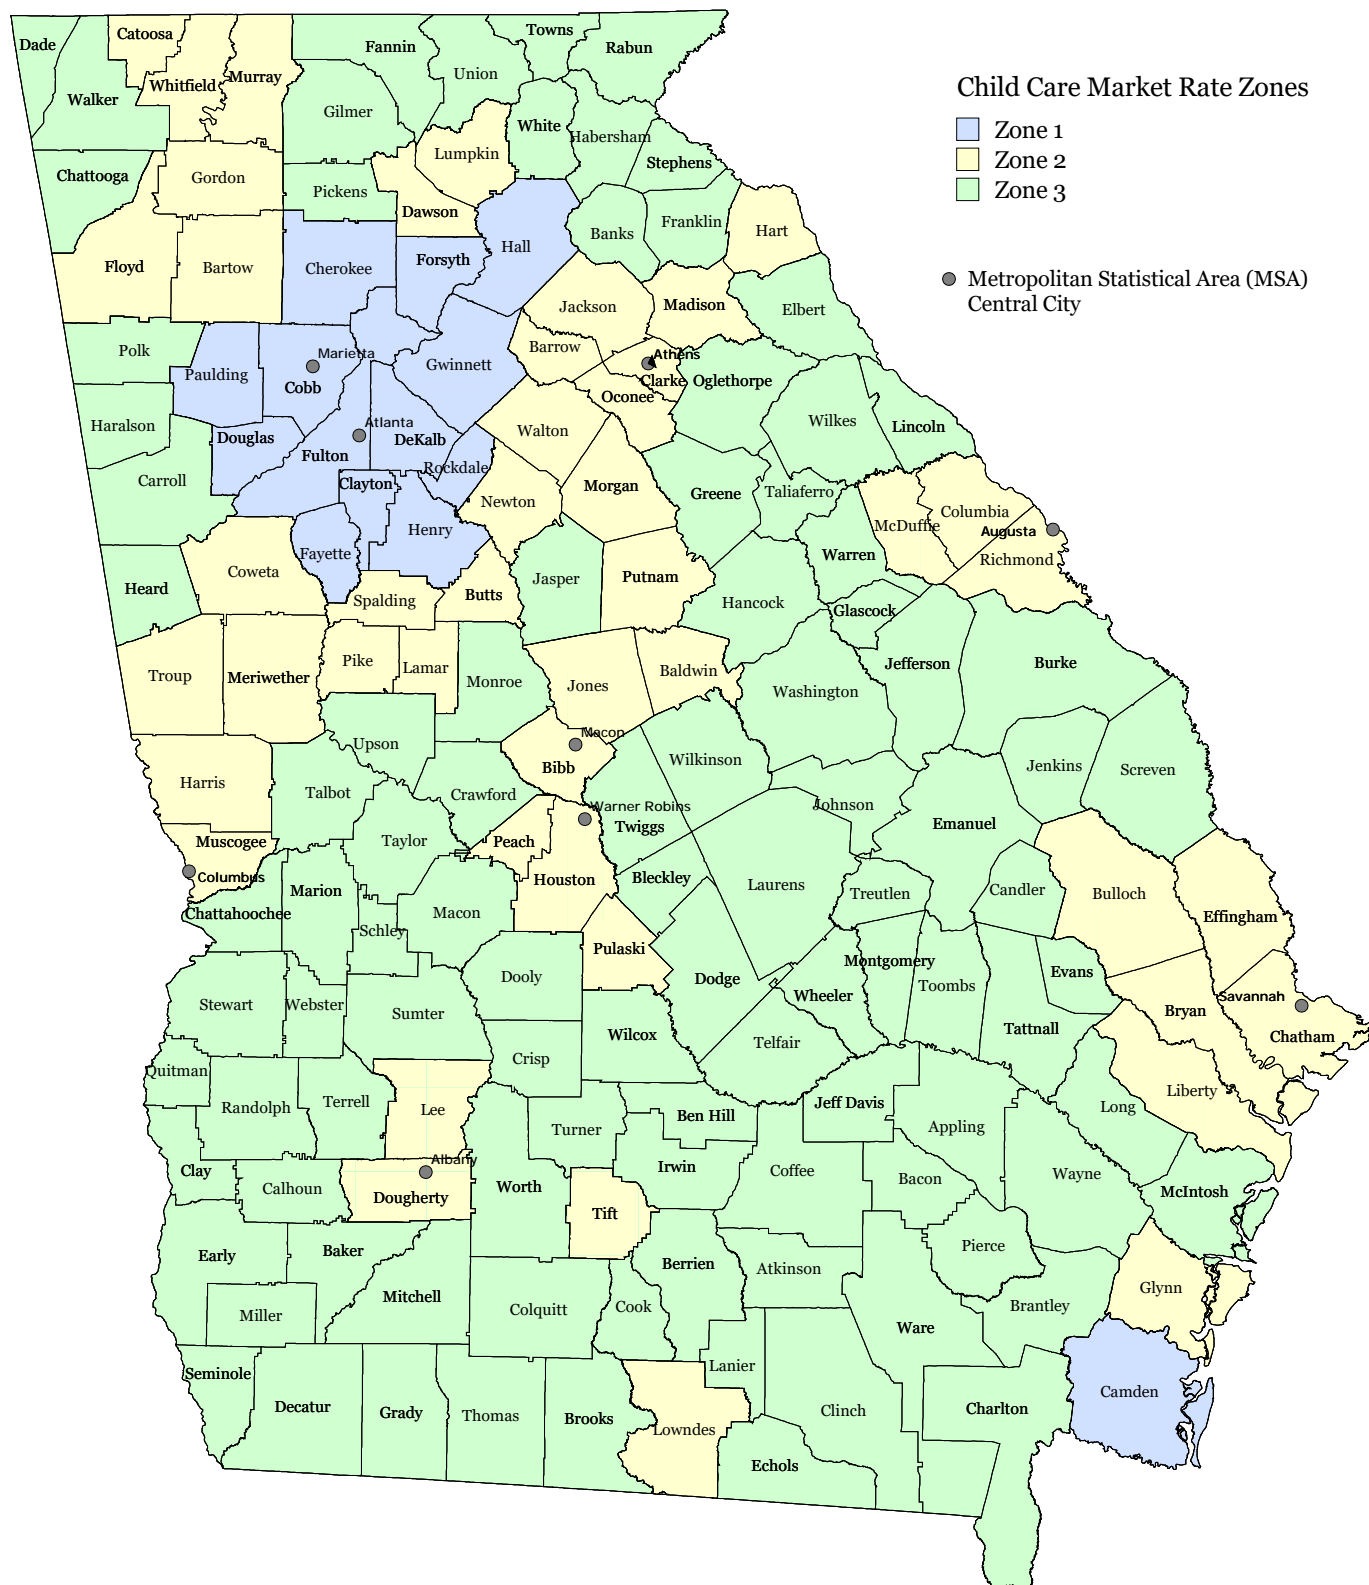 Towns
Catoosa
Dade
Fannin
Rabun
Union
Murray
Whitfield
Child Care Market Rate Zones
Walker
Gilmer
White
Zone 1
Habersham
Lumpkin
Zone 2
Stephens
Chattooga
Gordon
Pickens
Zone 3
Dawson
Franklin
Hart
Banks
Hall
Forsyth
Floyd
Bartow
Cherokee
Metropolitan Statistical Area (MSA)
Central City
Jackson
Madison
Elbert
Polk
Barrow
Marietta
Athens
Gwinnett
Paulding
Cobb
Clarke
Oglethorpe
Oconee
Haralson
Atlanta
Wilkes
Lincoln
Walton
Douglas
DeKalb
Fulton
Rockdale
Carroll
Clayton
Morgan
Greene
Taliaferro
Newton
Columbia
McDuffie
Henry
Augusta
Fayette
Warren
Richmond
Coweta
Jasper
Putnam
Heard
Butts
Spalding
Hancock
Glascock
Pike
Lamar
Jefferson
Burke
Troup
Meriwether
Baldwin
Monroe
Jones
Washington
Macon
Upson
Wilkinson
Jenkins
Bibb
Screven
Harris
Talbot
Crawford
Warner Robins
Johnson
Twiggs
Emanuel
Muscogee
Taylor
Peach
Columbus
Houston
Bleckley
Laurens
Marion
Treutlen
Candler
Bulloch
Chattahoochee
Macon
Effingham
Schley
Pulaski
Montgomery
Dooly
Dodge
Evans
Stewart
Webster
Toombs
Wheeler
Savannah
Sumter
Bryan
Wilcox
Tattnall
Chatham
Telfair
Crisp
Quitman
Liberty
Terrell
Randolph
Lee
Jeff Davis
Long
Ben Hill
Turner
Appling
Albany
Clay
Irwin
Coffee
Wayne
Bacon
Calhoun
Worth
McIntosh
Dougherty
Tift
Early
Baker
Pierce
Berrien
Atkinson
Mitchell
Glynn
Miller
Colquitt
Cook
Brantley
Ware
Lanier
Seminole
Camden
Decatur
Grady
Thomas
Brooks
Clinch
Charlton
Lowndes
Echols